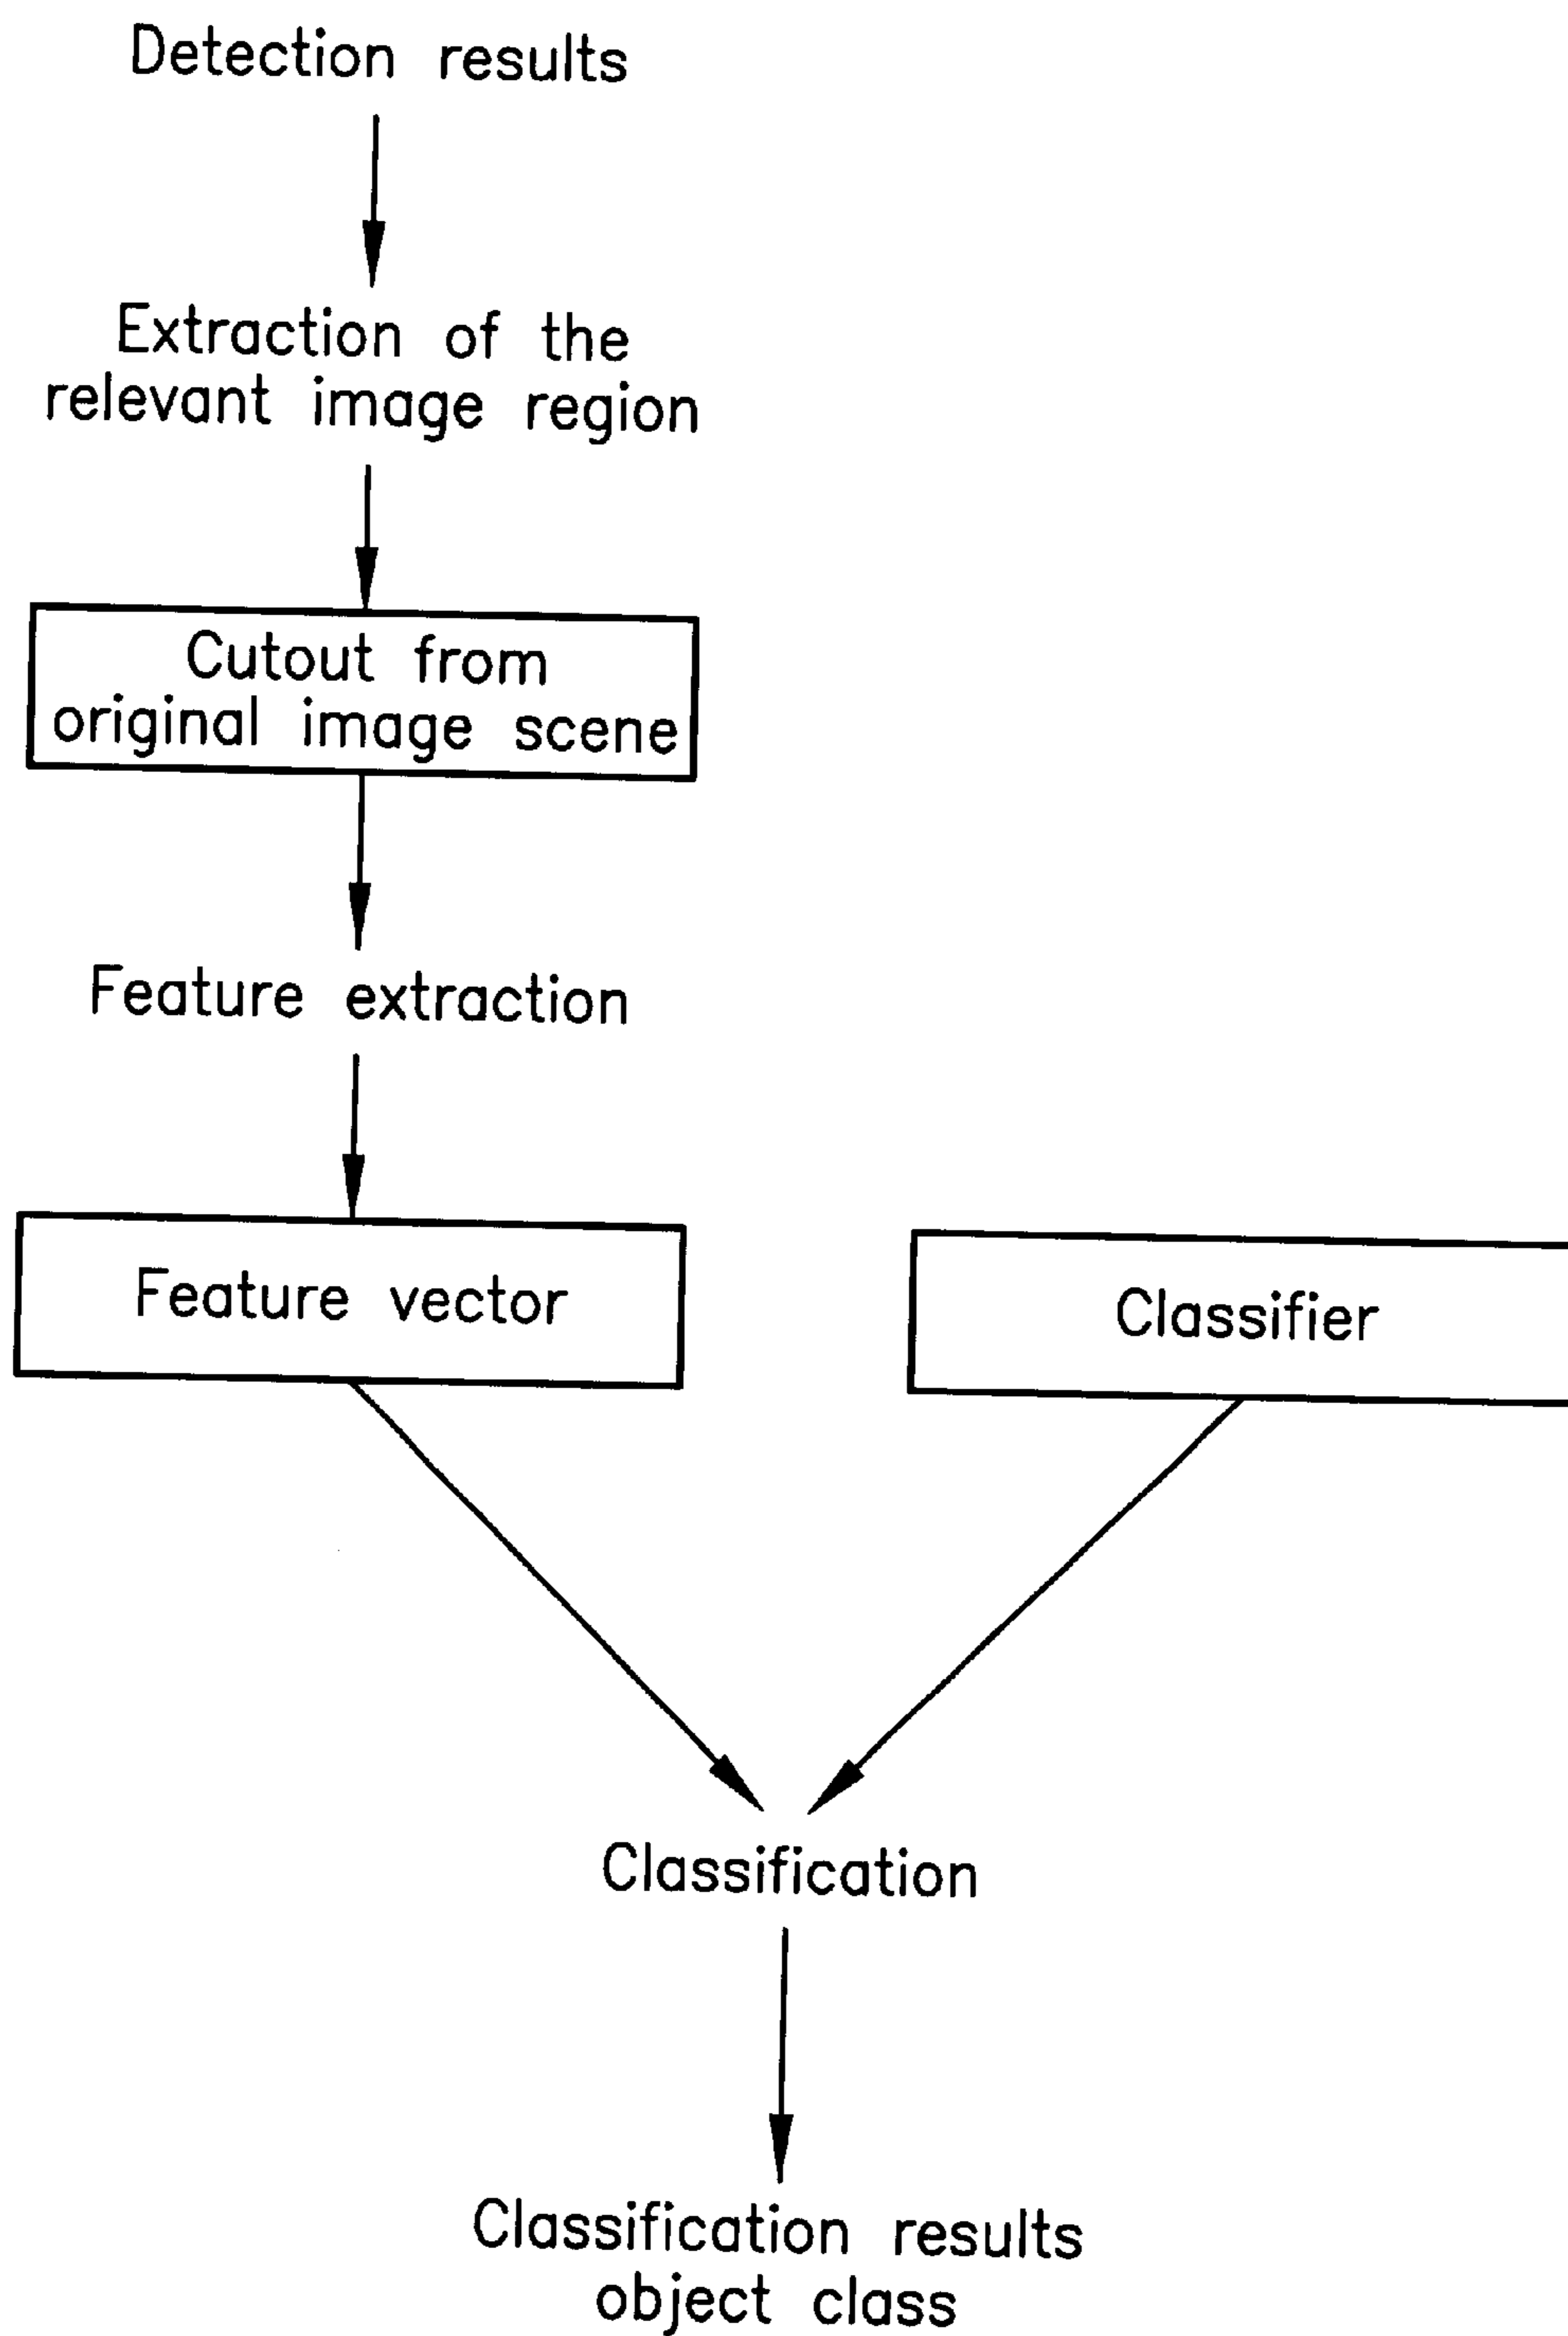 Detection results
Extraction of the
relevant image region
Cutout from
original image scene
Feature extraction
Feature vector
Classifier
Classification
Classification results
object class